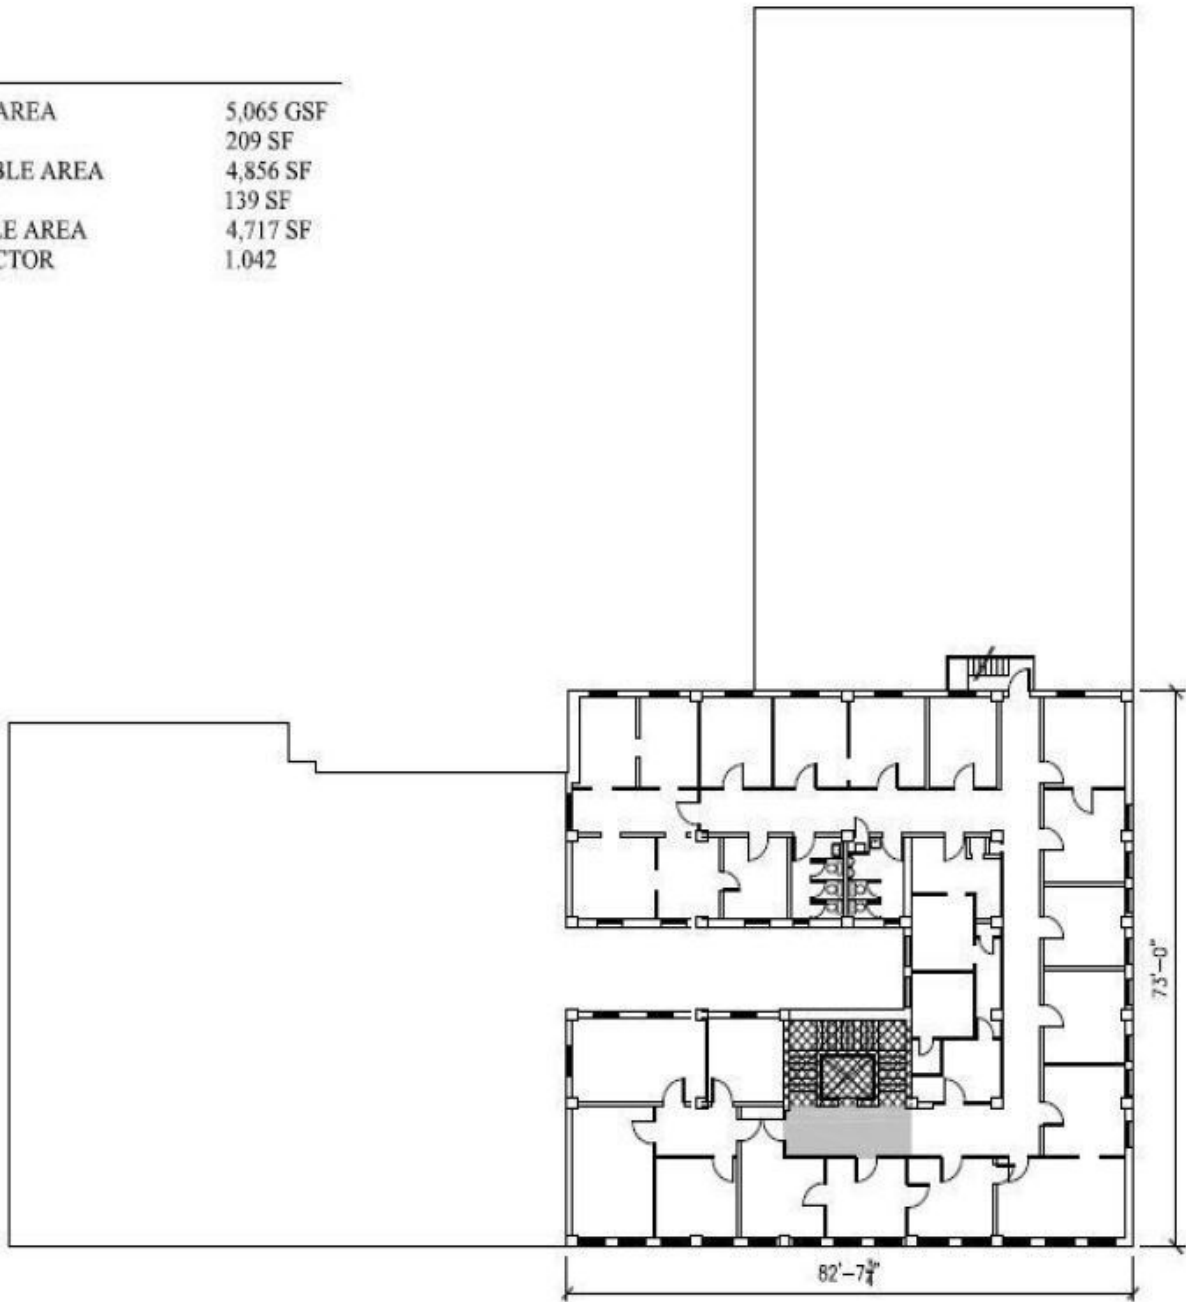 AREA 5,065 GSF
209 SF
BLE AREA 4,856 SF
139 SF
LE AREA 4,717 SF
CTOR 1.042
73'-0"
82'-7¾"